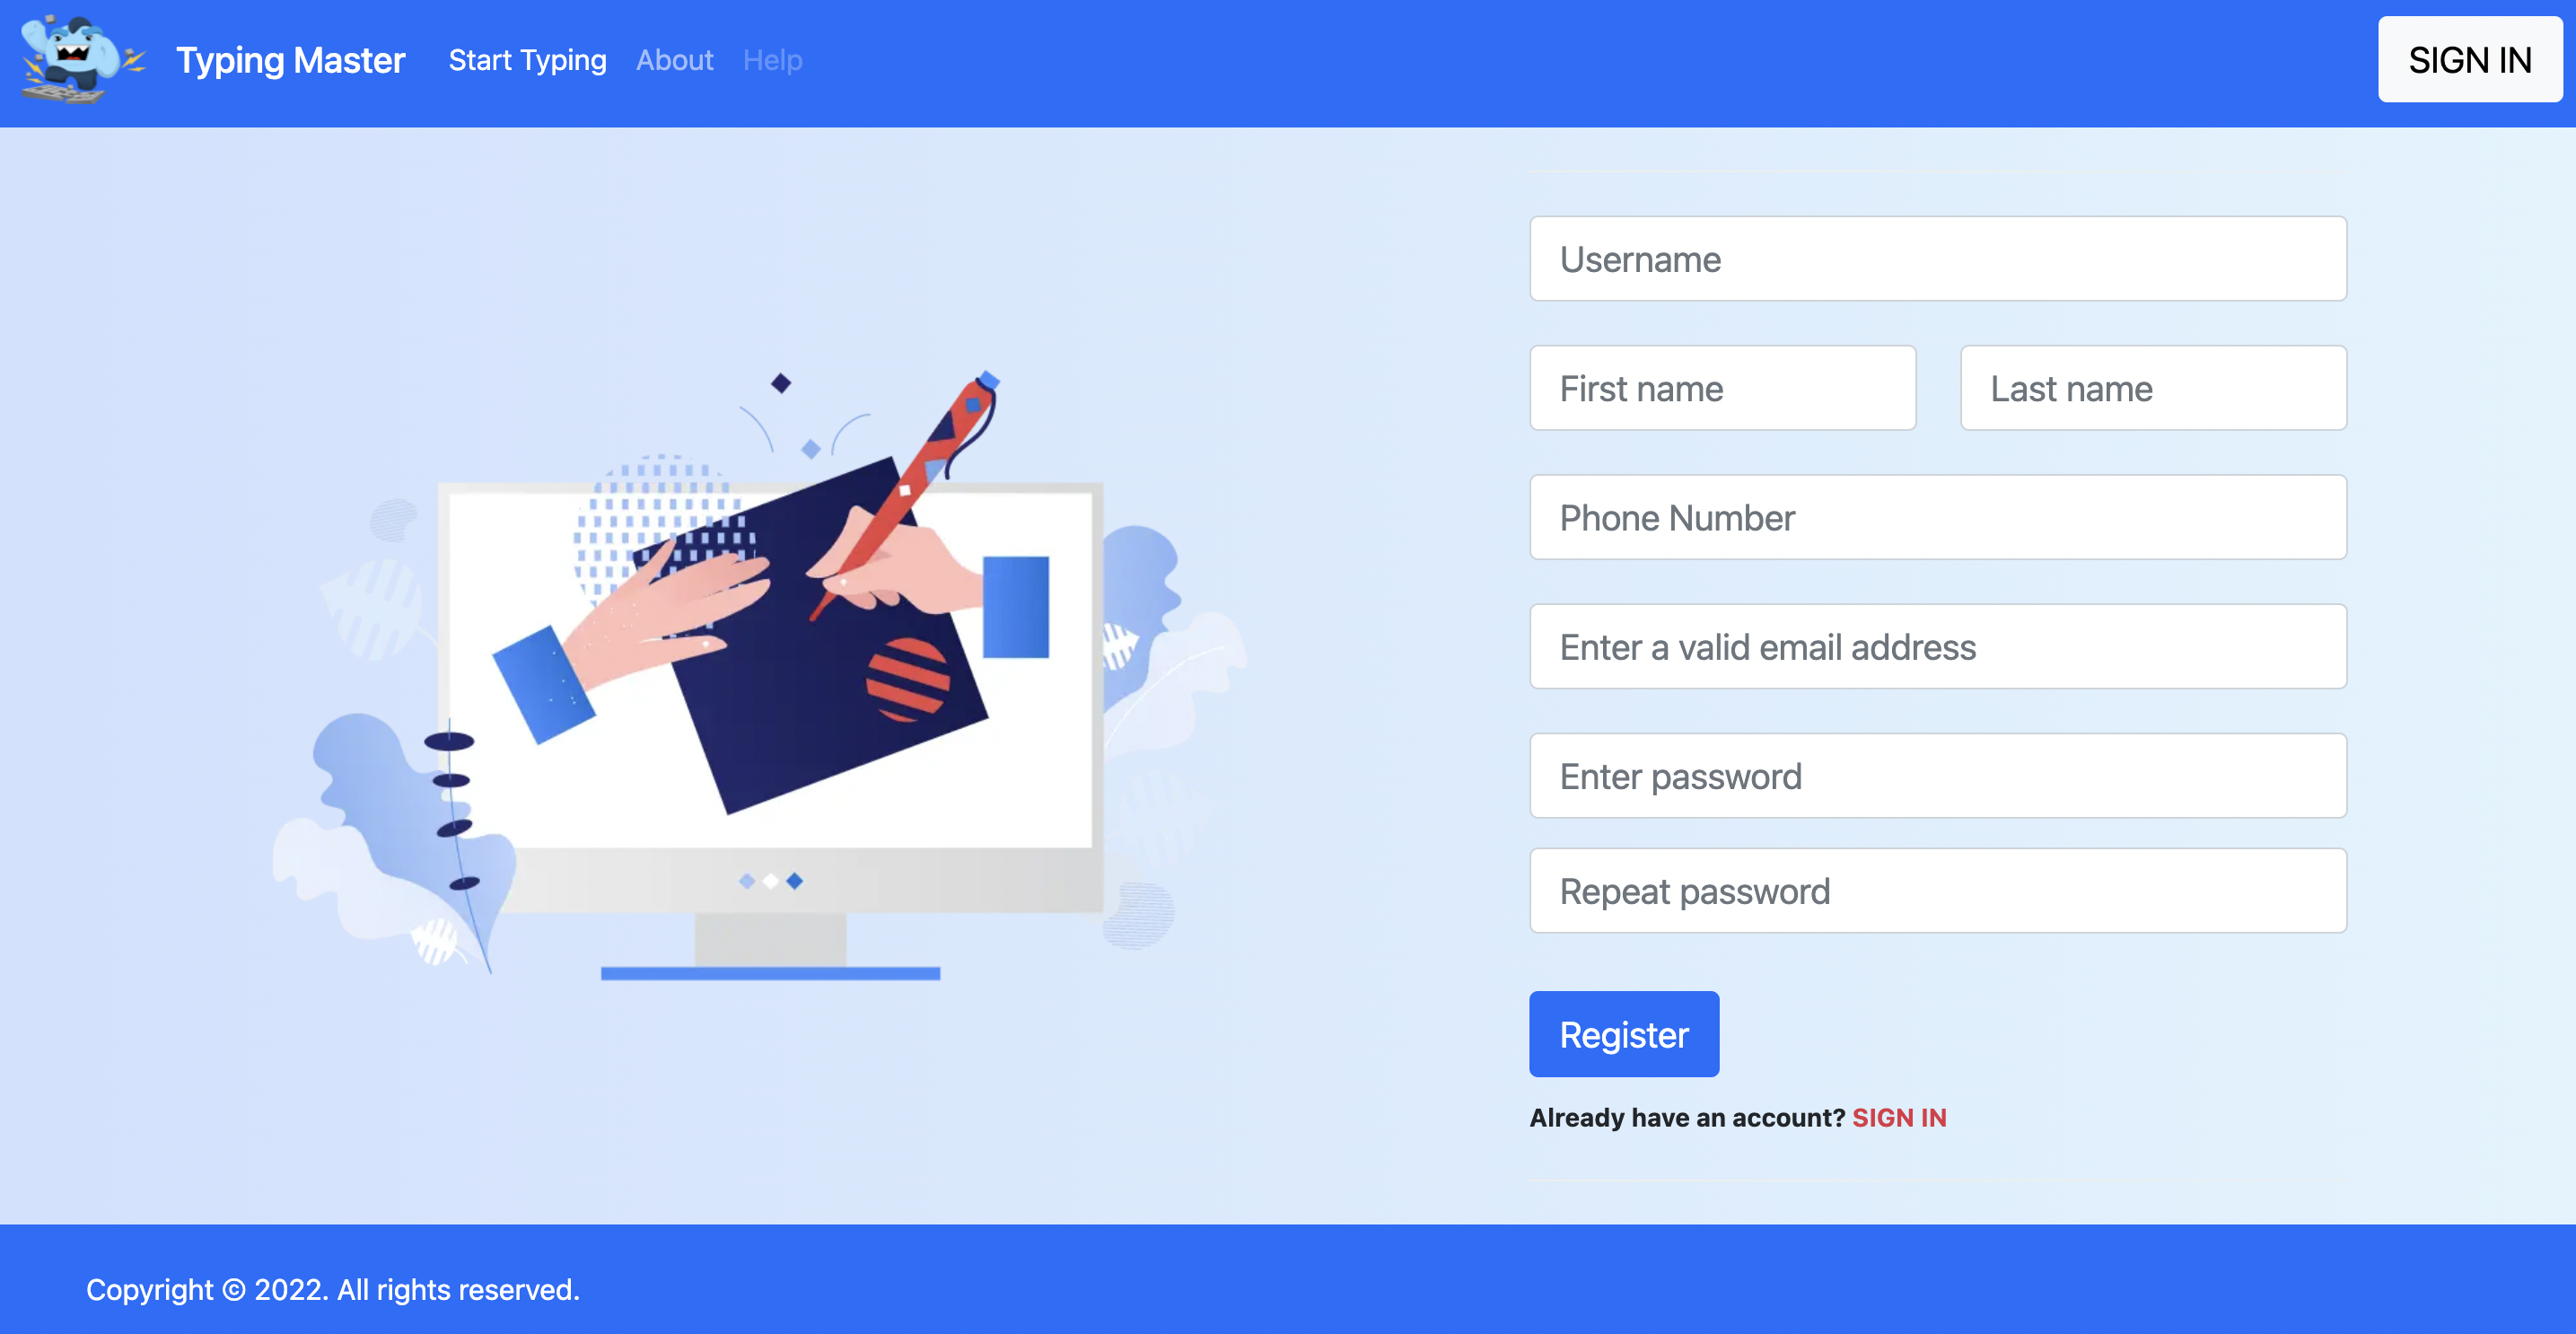 Typing Master Start Typing About Help SIGN IN
Username
First name Last name
Phone Number
Enter a valid email address
Enter password
Repeat password
Register
Already have an account? SIGN IN
Copyright © 2022. All rights reserved.